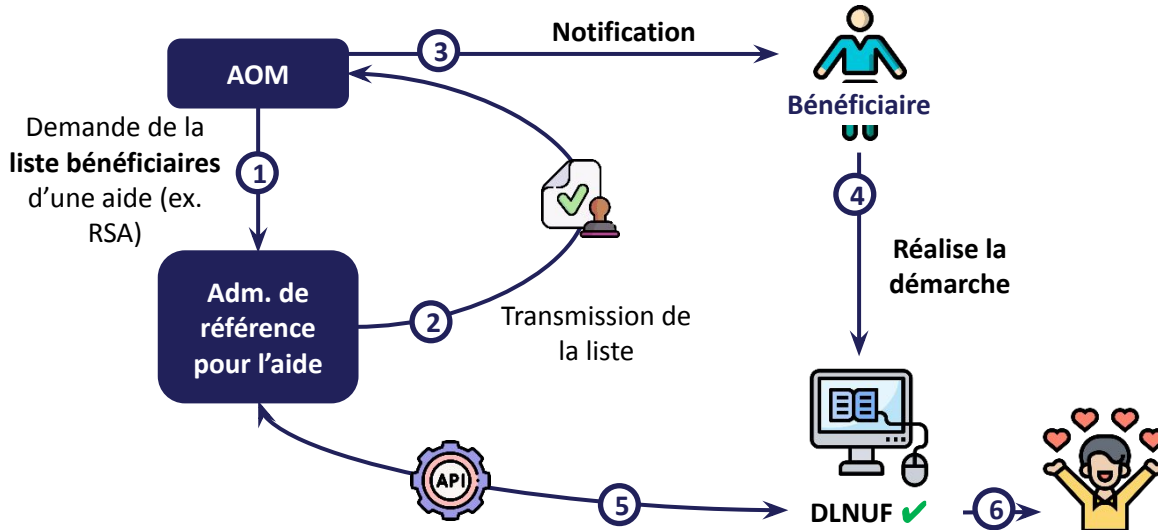 AOM
3
Notification
Bénéficiaire
Demande de la
liste bénéficiaires
d’une aide (ex.
RSA)
1
4
Réalise la
démarche
Adm. de
référence
pour l’aide
2
Transmission de
la liste
API
5
DLNUF
6